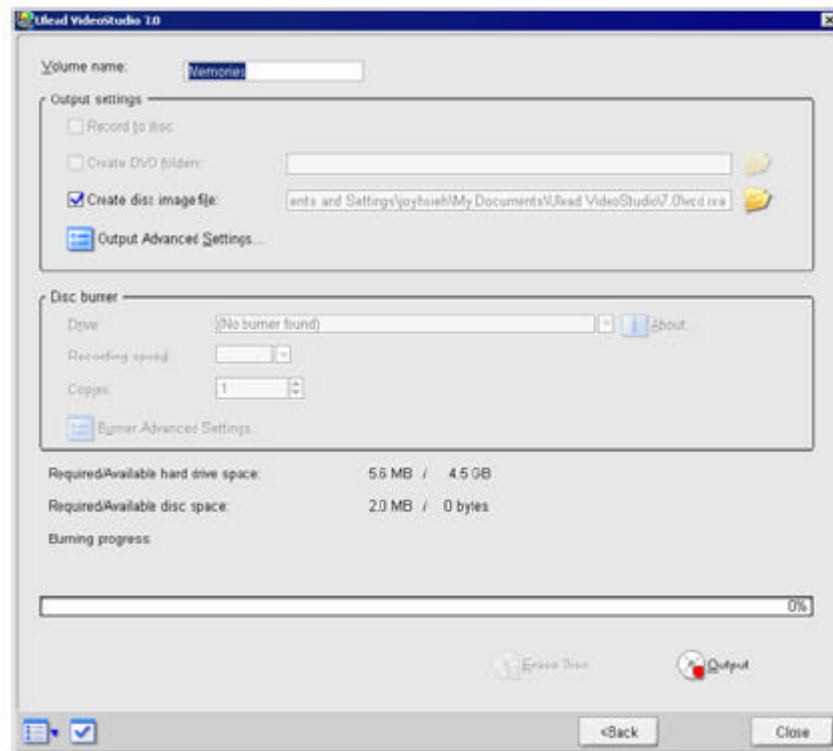 Ulead VideoStudio 7.0
Volume name: Memories
Output settings
Record to disc
Create DVD folders:
Create disc image file: ents and Settings\joyhsieh\My Documents\Ulead VideoStudio\7.0\vcd.ixa
Output Advanced Settings...
Disc burner
Drive: (No burner found) About...
Recording speed:
Copies: 1
Burner Advanced Settings...
Required/Available hard drive space: 5.6 MB / 4.5 GB
Required/Available disc space: 2.0 MB / 0 bytes
Burning progress
0%
Erase Disc Output
<Back Close